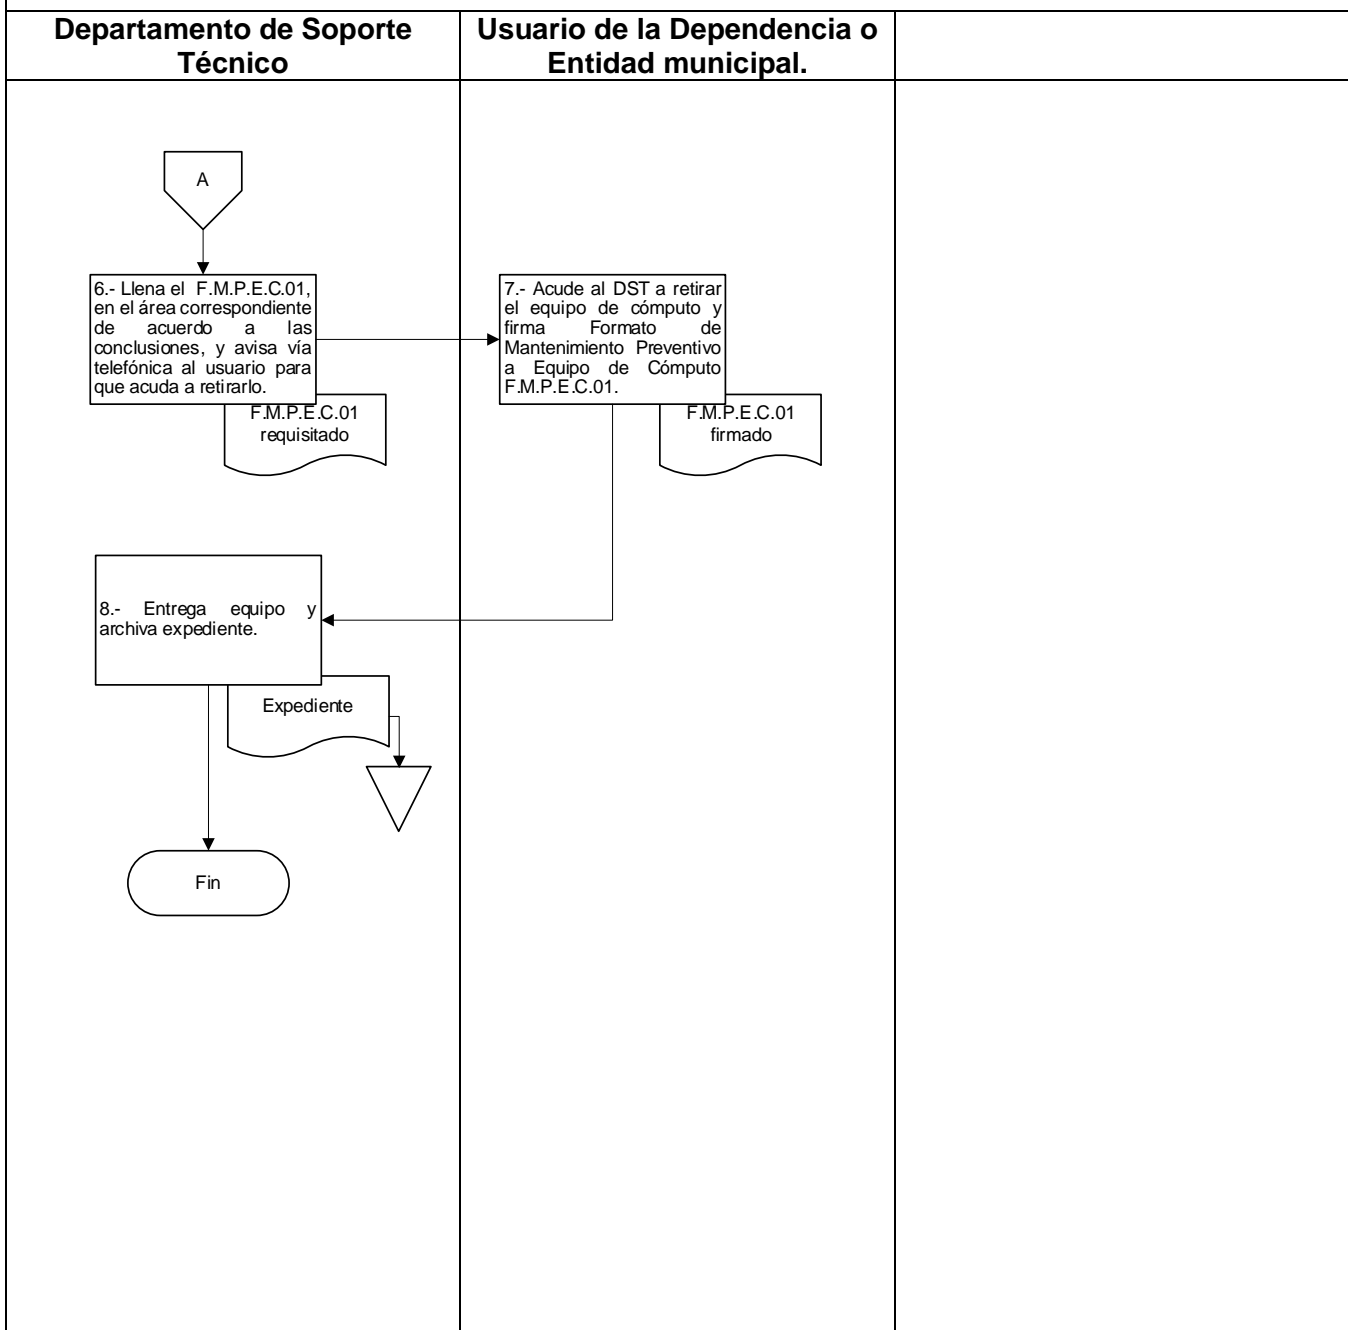 Departamento de Soporte
Técnico
Usuario de la Dependencia o
Entidad municipal.
A
6.- Llena el F.M.P.E.C.01,
en el área correspondiente
de acuerdo a las
conclusiones, y avisa vía
telefónica al usuario para
que acuda a retirarlo.
F.M.P.E.C.01
requisitado
7.- Acude al DST a retirar
el equipo de cómputo y
firma Formato de
Mantenimiento Preventivo
a Equipo de Cómputo
F.M.P.E.C.01.
F.M.P.E.C.01
firmado
8.- Entrega equipo y
archiva expediente.
Expediente
Fin